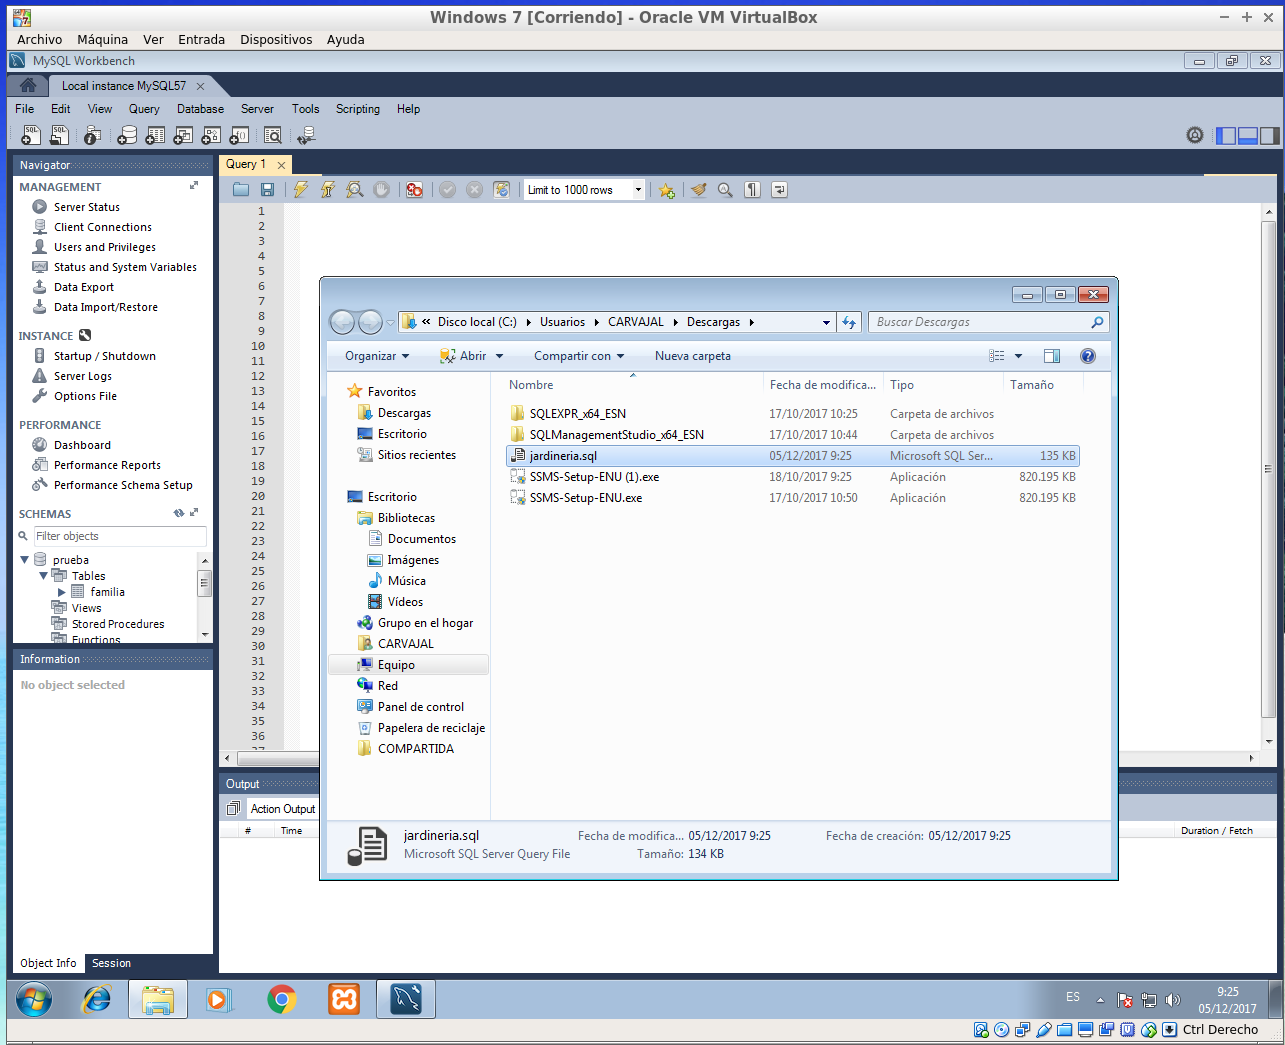 Windows 7 [Corriendo] - Oracle VM VirtualBox
Archivo Máquina Ver Entrada Dispositivos Ayuda
MySQL Workbench
Local instance MySQL57
File Edit View Query Database Server Tools Scripting Help
Navigator
MANAGEMENT
Server Status
Client Connections
Users and Privileges
Status and System Variables
Data Export
Data Import/Restore
INSTANCE
Startup / Shutdown
Server Logs
Options File
PERFORMANCE
Dashboard
Performance Reports
Performance Schema Setup
SCHEMAS
Filter objects
prueba
Tables
familia
Views
Stored Procedures
Functions
Information
No object selected
Object Info Session
Query 1
Limit to 1000 rows
1
2
3
4
5
6
7
8
9
10
11
12
13
14
15
16
17
18
19
20
21
22
23
24
25
26
27
28
29
30
31
32
33
34
35
36
37
« Disco local (C:) Usuarios CARVAJAL Descargas
Buscar Descargas
Organizar Abrir Compartir con Nueva carpeta
Favoritos
Descargas
Escritorio
Sitios recientes
Escritorio
Bibliotecas
Documentos
Imágenes
Música
Vídeos
Grupo en el hogar
CARVAJAL
Equipo
Red
Panel de control
Papelera de reciclaje
COMPARTIDA
Nombre Fecha de modifica... Tipo Tamaño
SQLEXPR_x64_ESN 17/10/2017 10:25 Carpeta de archivos
SQLManagementStudio_x64_ESN 17/10/2017 10:44 Carpeta de archivos
jardineria.sql 05/12/2017 9:25 Microsoft SQL Ser... 135 KB
SSMS-Setup-ENU (1).exe 18/10/2017 9:25 Aplicación 820.195 KB
SSMS-Setup-ENU.exe 17/10/2017 10:50 Aplicación 820.195 KB
jardineria.sql Fecha de modifica... 05/12/2017 9:25 Fecha de creación: 05/12/2017 9:25
Microsoft SQL Server Query File Tamaño: 134 KB
Output
Action Output
# Time Duration / Fetch
ES
9:25
05/12/2017
Ctrl Derecho